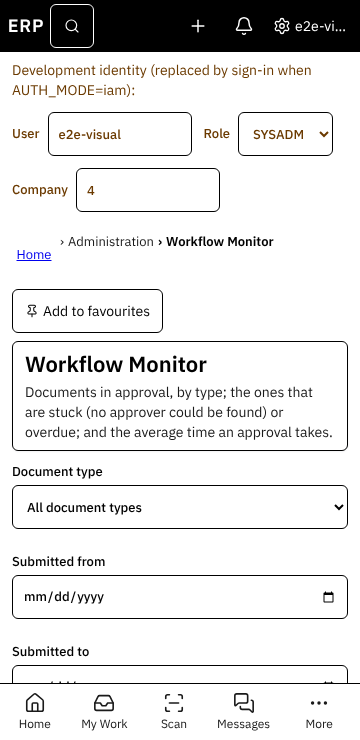 ERP
e2e-vi...
Development identity (replaced by sign-in when
AUTH_MODE=iam):
User e2e-visual Role SYSADM
Company 4
Home › Administration › Workflow Monitor
Add to favourites
Workflow Monitor
Documents in approval, by type; the ones that
are stuck (no approver could be found) or
overdue; and the average time an approval takes.
Document type
All document types
Submitted from
mm/dd/yyyy
Submitted to
Home My Work Scan Messages More